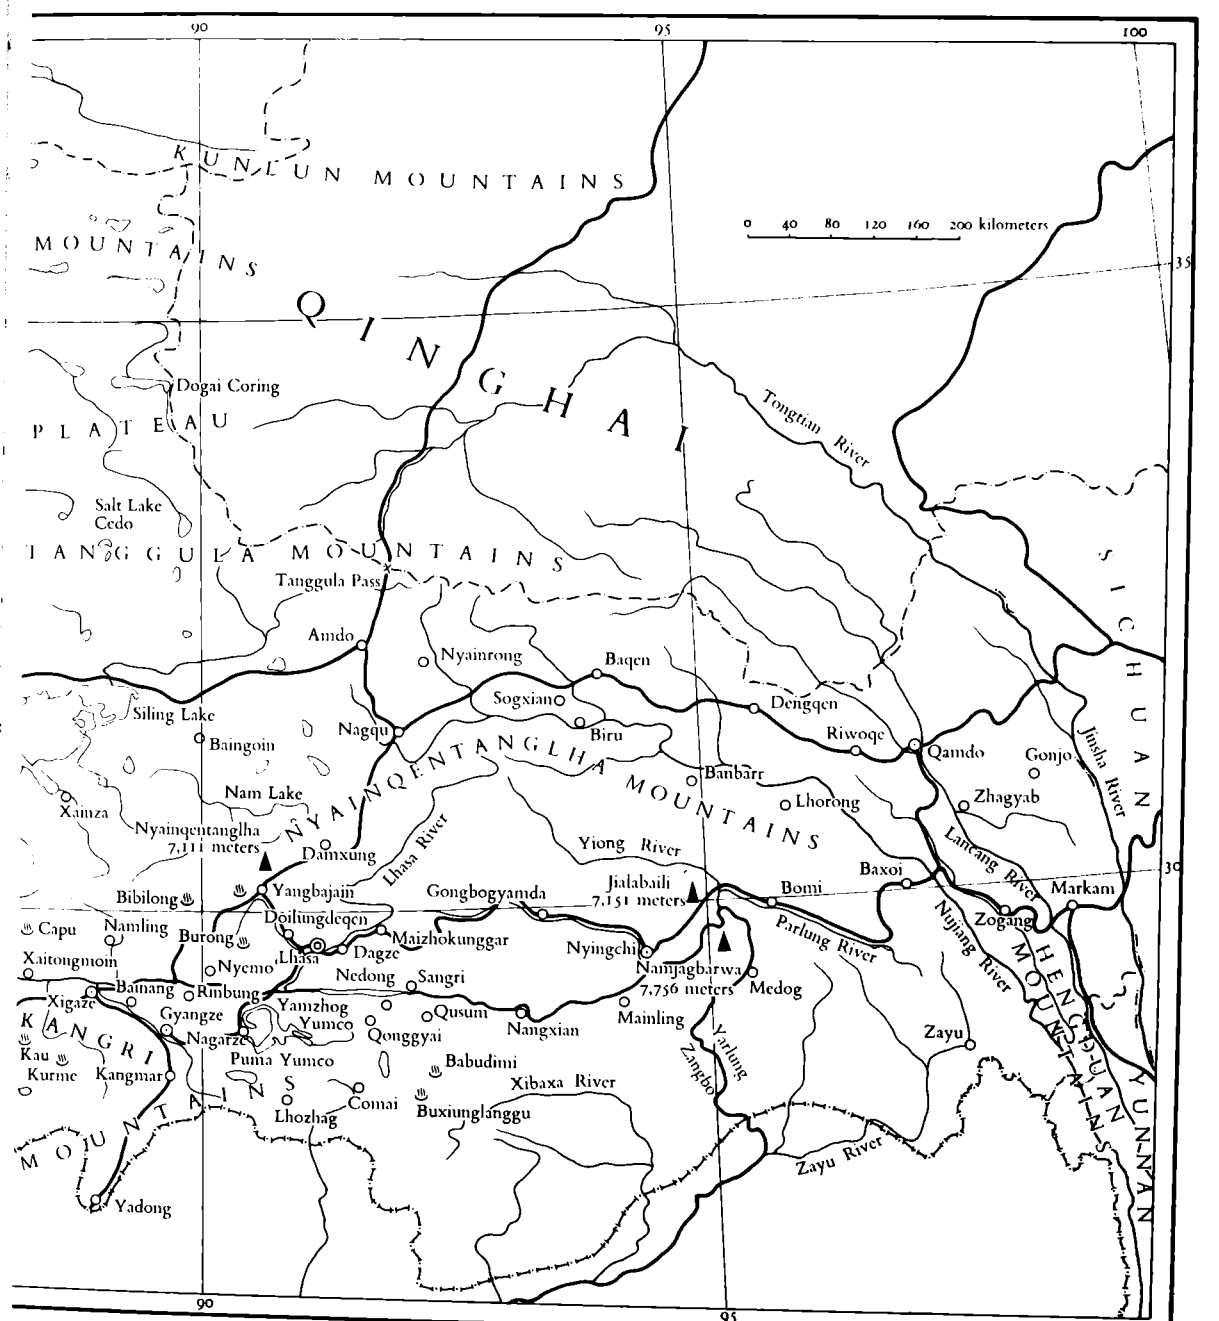 90
95
100
KUNLUN MOUNTAINS
0 40 80 120 160 200 kilometers
MOUNTAINS
35
QINGHAI
Dogai Coring
PLATEAU
Tongtian River
Salt Lake
Cedo
TANGGULA MOUNTAINS
Tanggula Pass
SICHUAN
Amdo
Nyainrong
Baqen
Sogxian
Dengqen
Siling Lake
Baingoin
Nagqu
Biru
Riwoqe
Qamdo
Gonjo
Jinsha River
NYAINQENTANGLHA MOUNTAINS
Banbarr
Nam Lake
Xainza
Lhorong
Zhagyab
Nyainqentanglha
7,111 meters
Damxung
Lhasa River
Yiong River
Lancang River
Baxoi
Jialabaili
7,151 meters
Bomi
Markam
Bibilong
Yangbajain
Gongbogyamda
Zogang
Doilungdeqen
Parlung River
Nujiang River
Capu
Namling
Burong
Lhasa
Dagze
Maizhokunggar
Nyingchi
Xaitongmoin
Nyemo
Nedong
Sangri
Namjagbarwa
7,756 meters
Medog
HENGDUAN
MOUNTAINS
Xigaze
Bainang
Rinbung
Yamzhog
Yumco
Gyangze
Qusum
Nangxian
Mainling
Zayu
KANGRI
Nagarze
Qonggyai
Yarlung
Zangbo
Kau
Puma Yumco
Babudimi
Kurme
Kangmar
Xibaxa River
YUNNAN
Lhozhag
Comai
Buxiunglanggu
MOUNTAINS
Zayu River
Yadong
90
95